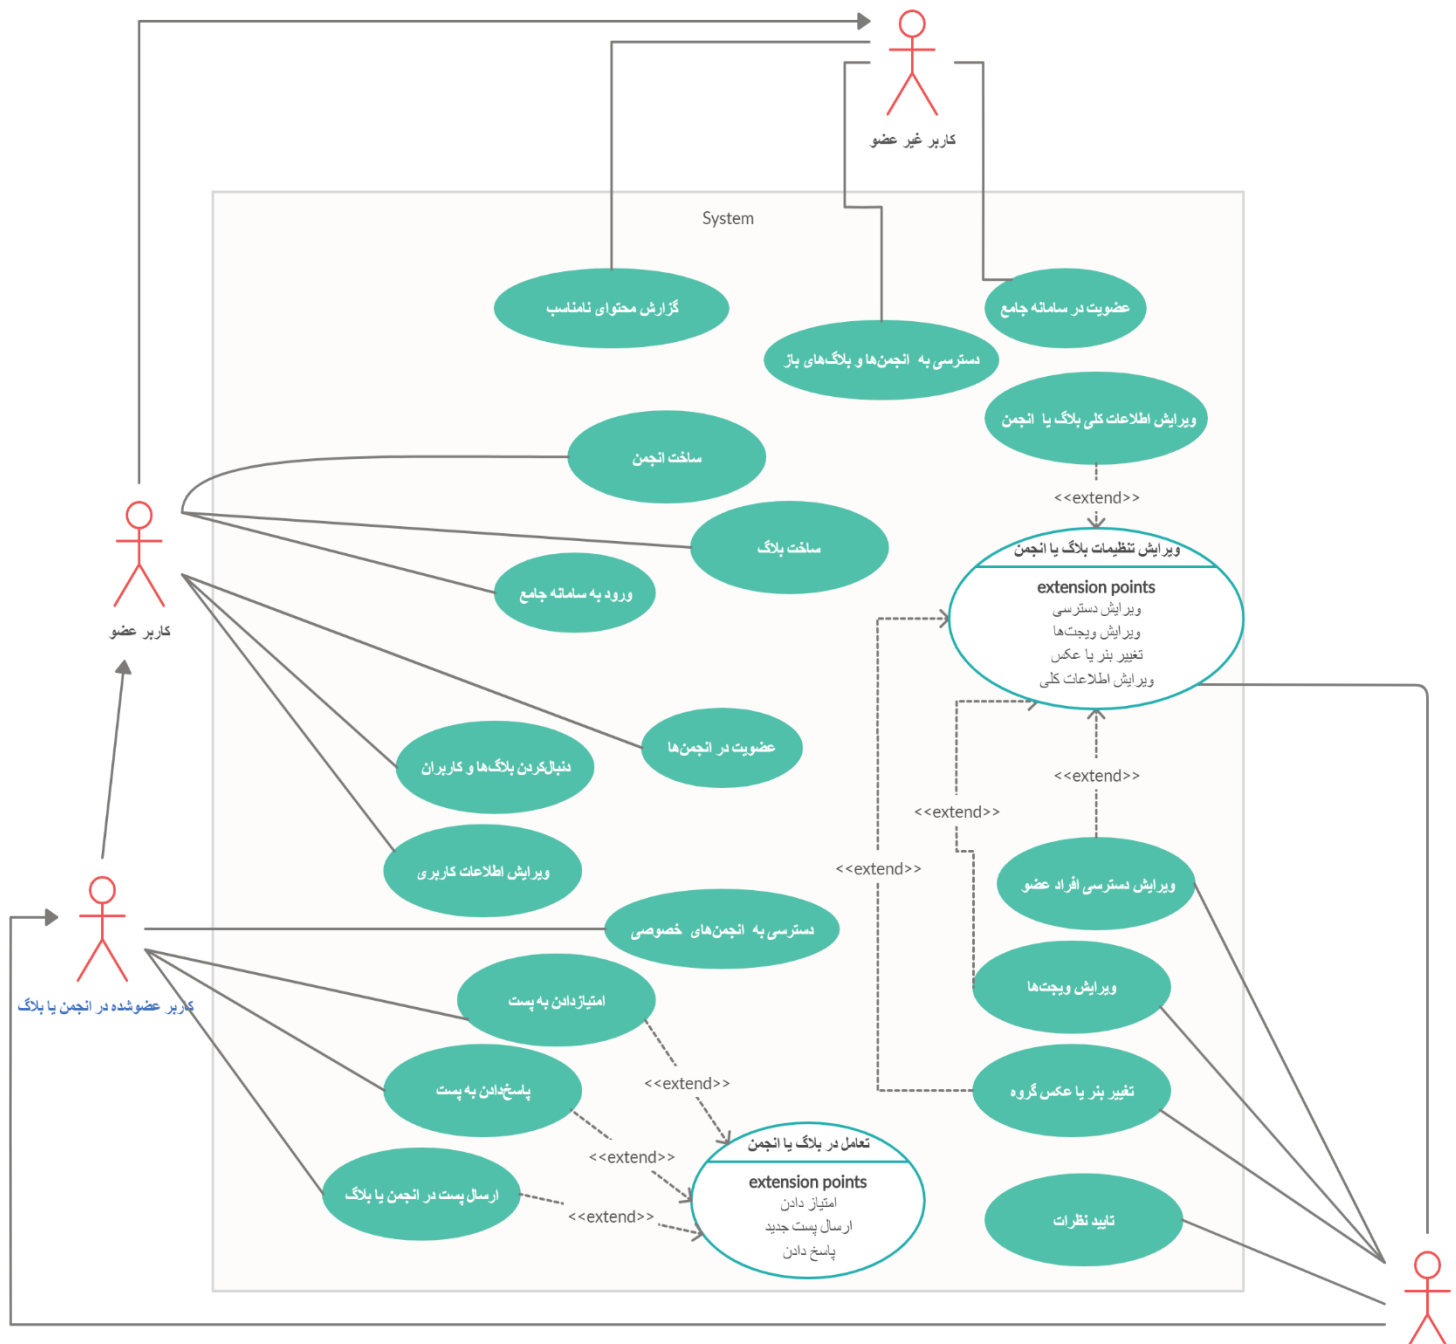 کاربر غیر عضو
System
گزارش محتوای نامناسب
عضویت در سامانه جامع
دسترسی به انجمن‌ها و بلاگ‌های باز
ویرایش اطلاعات کلی بلاگ یا انجمن
ساخت انجمن
<<extend>>
ساخت بلاگ
ویرایش تنظیمات بلاگ یا انجمن
extension points
ویرایش دسترسی
ویرایش ویجت‌ها
تغییر بنر یا عکس
ویرایش اطلاعات کلی
ورود به سامانه جامع
کاربر عضو
عضویت در انجمن‌ها
دنبال‌کردن بلاگ‌ها و کاربران
<<extend>>
<<extend>>
<<extend>>
ویرایش اطلاعات کاربری
ویرایش دسترسی افراد عضو
دسترسی به انجمن‌های خصوصی
ویرایش ویجت‌ها
امتیازدادن به پست
کاربر عضوشده در انجمن یا بلاگ
<<extend>>
پاسخ‌دادن به پست
تغییر بنر یا عکس گروه
تعامل در بلاگ یا انجمن
extension points
امتیاز دادن
ارسال پست جدید
پاسخ دادن
<<extend>>
ارسال پست در انجمن یا بلاگ
<<extend>>
تایید نظرات